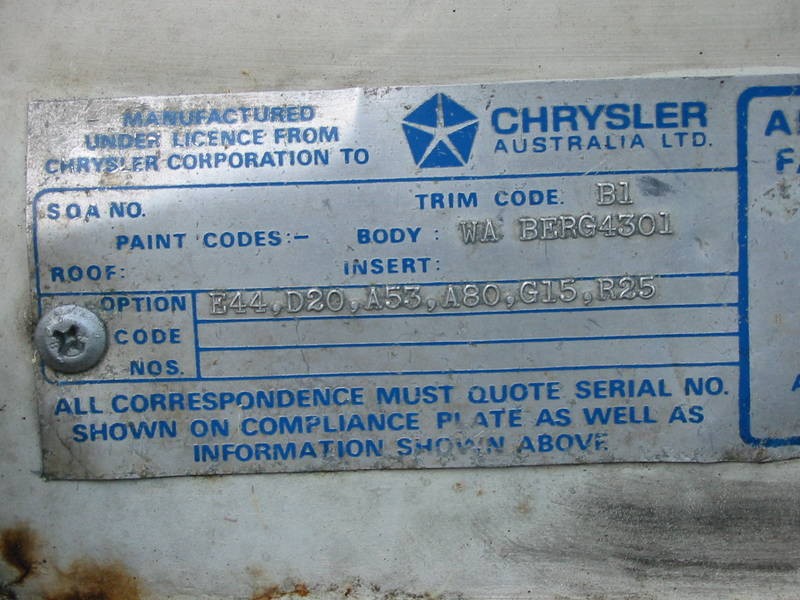 MANUFACTURED
UNDER LICENCE FROM
CHRYSLER CORPORATION TO
CHRYSLER
AUSTRALIA LTD.
S.O.A NO.
TRIM CODE. B1
PAINT CODES:— BODY: WA BERG4301
ROOF: INSERT:
OPTION E44,D20,A53,A80,G15,R25
CODE
NOS.
ALL CORRESPONDENCE MUST QUOTE SERIAL NO.
SHOWN ON COMPLIANCE PLATE AS WELL AS
INFORMATION SHOWN ABOVE